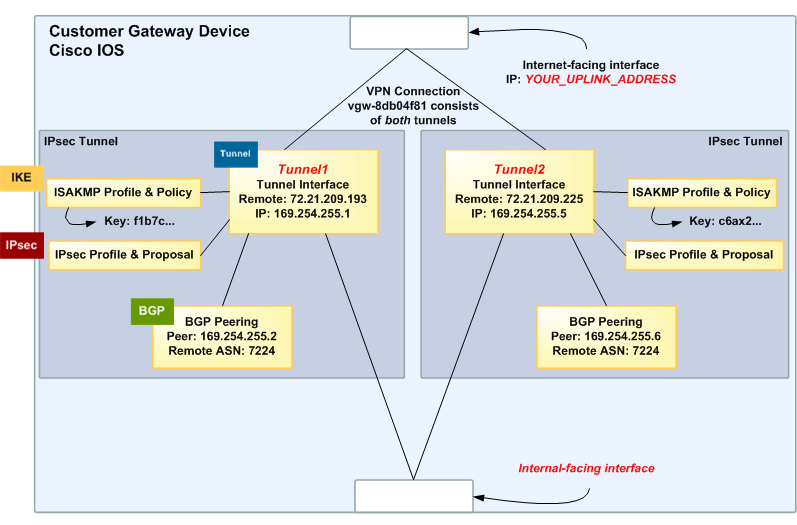 Customer Gateway Device
Cisco IOS
Internet-facing interface
IP: YOUR_UPLINK_ADDRESS
VPN Connection
vgw-8db04f81 consists
of both tunnels
IPsec Tunnel
Tunnel
IKE
ISAKMP Profile & Policy
Key: f1b7c...
IPsec
IPsec Profile & Proposal
Tunnel1
Tunnel Interface
Remote: 72.21.209.193
IP: 169.254.255.1
BGP
BGP Peering
Peer: 169.254.255.2
Remote ASN: 7224
IPsec Tunnel
Tunnel2
Tunnel Interface
Remote: 72.21.209.225
IP: 169.254.255.5
ISAKMP Profile & Policy
Key: c6ax2...
IPsec Profile & Proposal
BGP Peering
Peer: 169.254.255.6
Remote ASN: 7224
Internal-facing interface